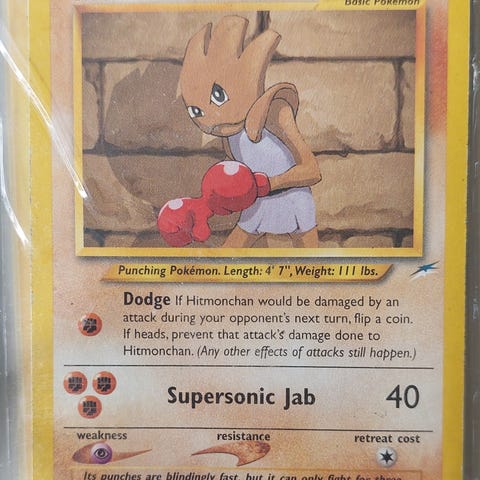 Basic Pokémon
Punching Pokémon. Length: 4' 7", Weight: 111 lbs.
Dodge If Hitmonchan would be damaged by an
attack during your opponent's next turn, flip a coin.
If heads, prevent that attack's damage done to
Hitmonchan. (Any other effects of attacks still happen.)
Supersonic Jab 40
weakness resistance retreat cost
Its punches are blindingly fast, but it can only fight for three